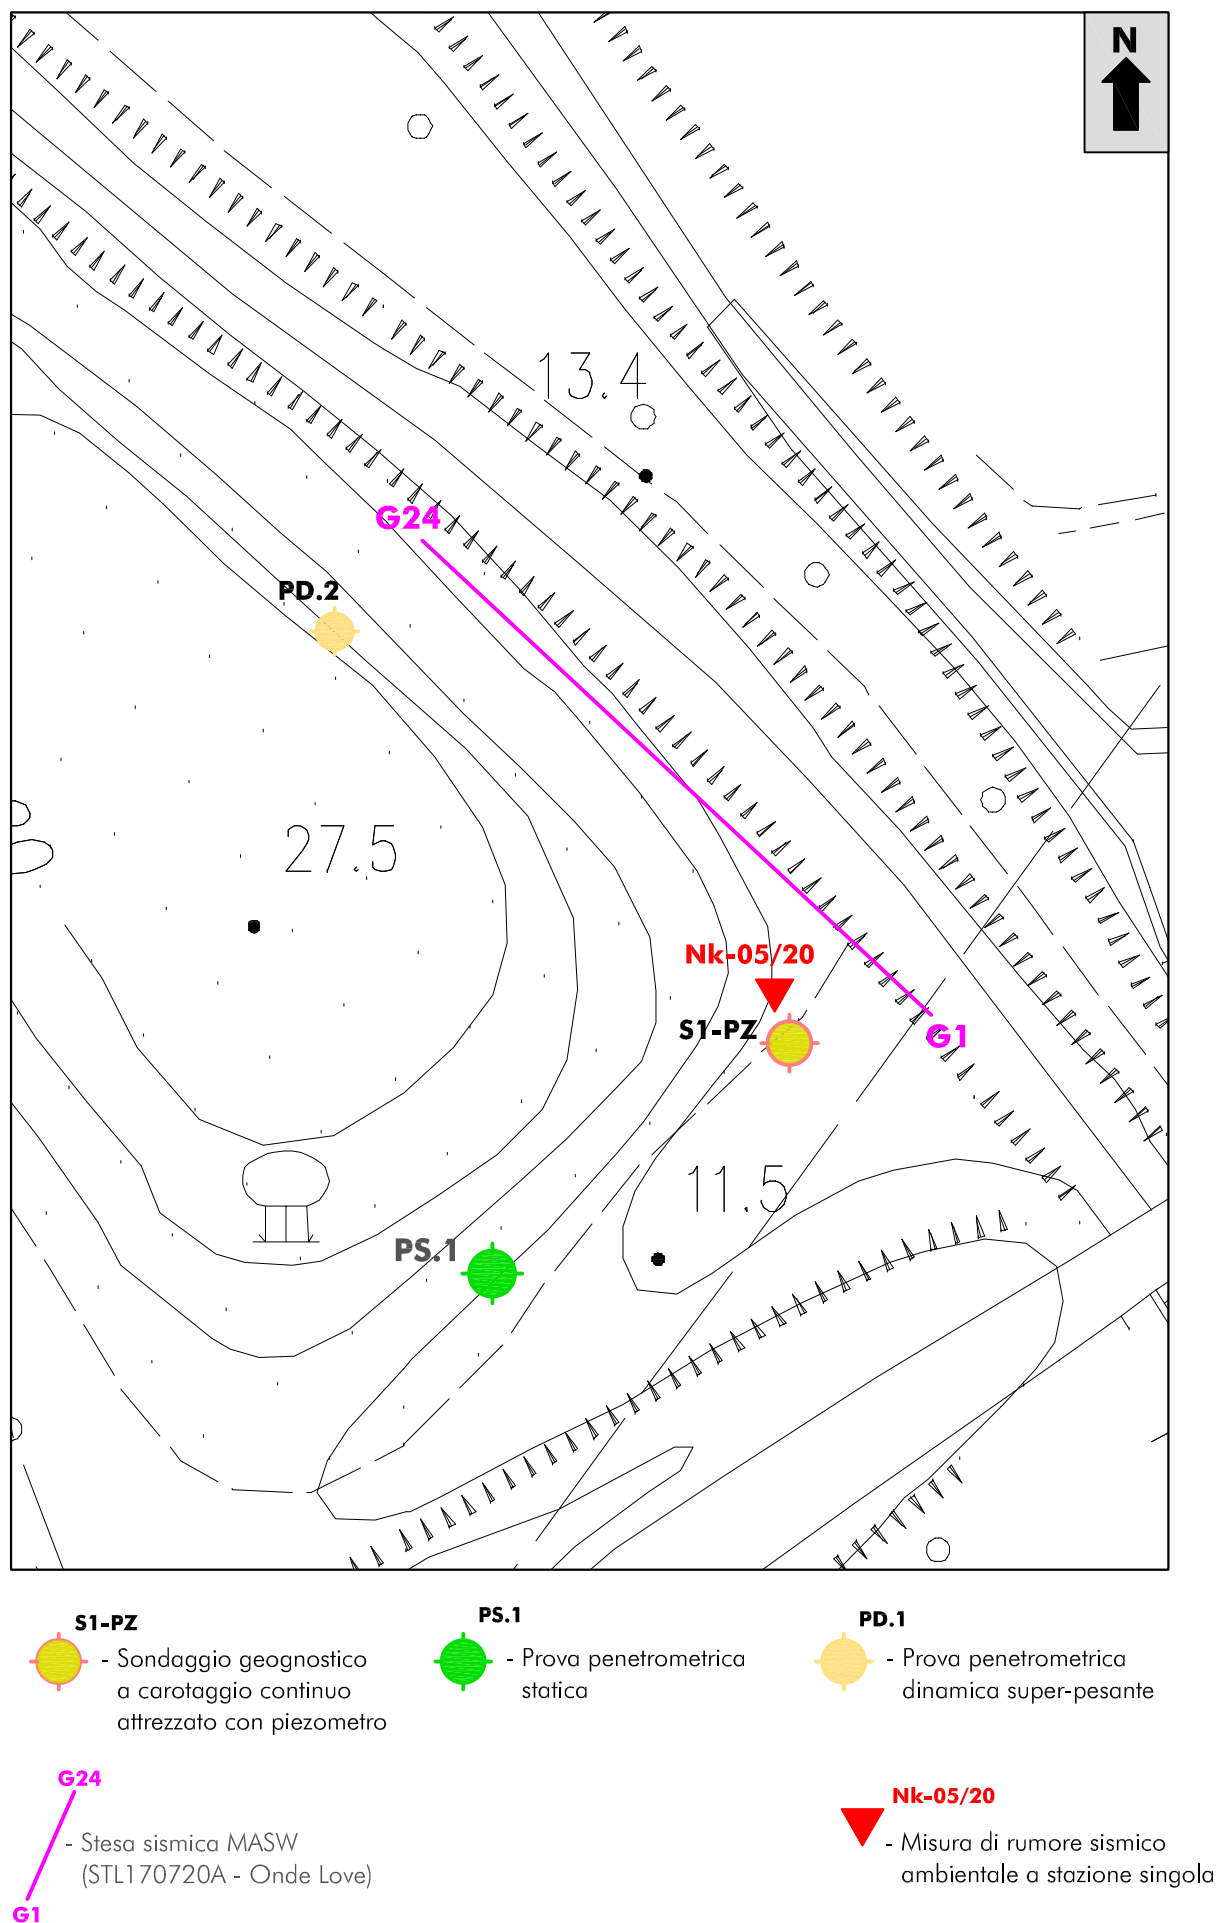 N
13.4
G24
PD.2
27.5
Nk-05/20
S1-PZ
G1
11.5
PS.1
S1-PZ
- Sondaggio geognostico
a carotaggio continuo
attrezzato con piezometro
PS.1
- Prova penetrometrica
statica
PD.1
- Prova penetrometrica
dinamica super-pesante
G24
G1
- Stesa sismica MASW
(STL170720A - Onde Love)
Nk-05/20
- Misura di rumore sismico
ambientale a stazione singola